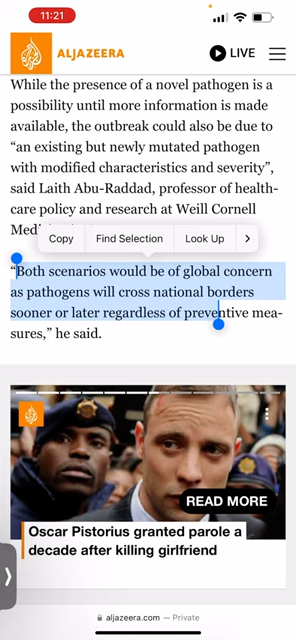 11:21
ALJAZEERA
LIVE
While the presence of a novel pathogen is a
possibility until more information is made
available, the outbreak could also be due to
“an existing but newly mutated pathogen
with modified characteristics and severity”,
said Laith Abu-Raddad, professor of health-
care policy and research at Weill Cornell
Copy
Find Selection
Look Up
“Both scenarios would be of global concern
as pathogens will cross national borders
sooner or later regardless of preventive mea-
sures,” he said.
READ MORE
Oscar Pistorius granted parole a
decade after killing girlfriend
aljazeera.com — Private